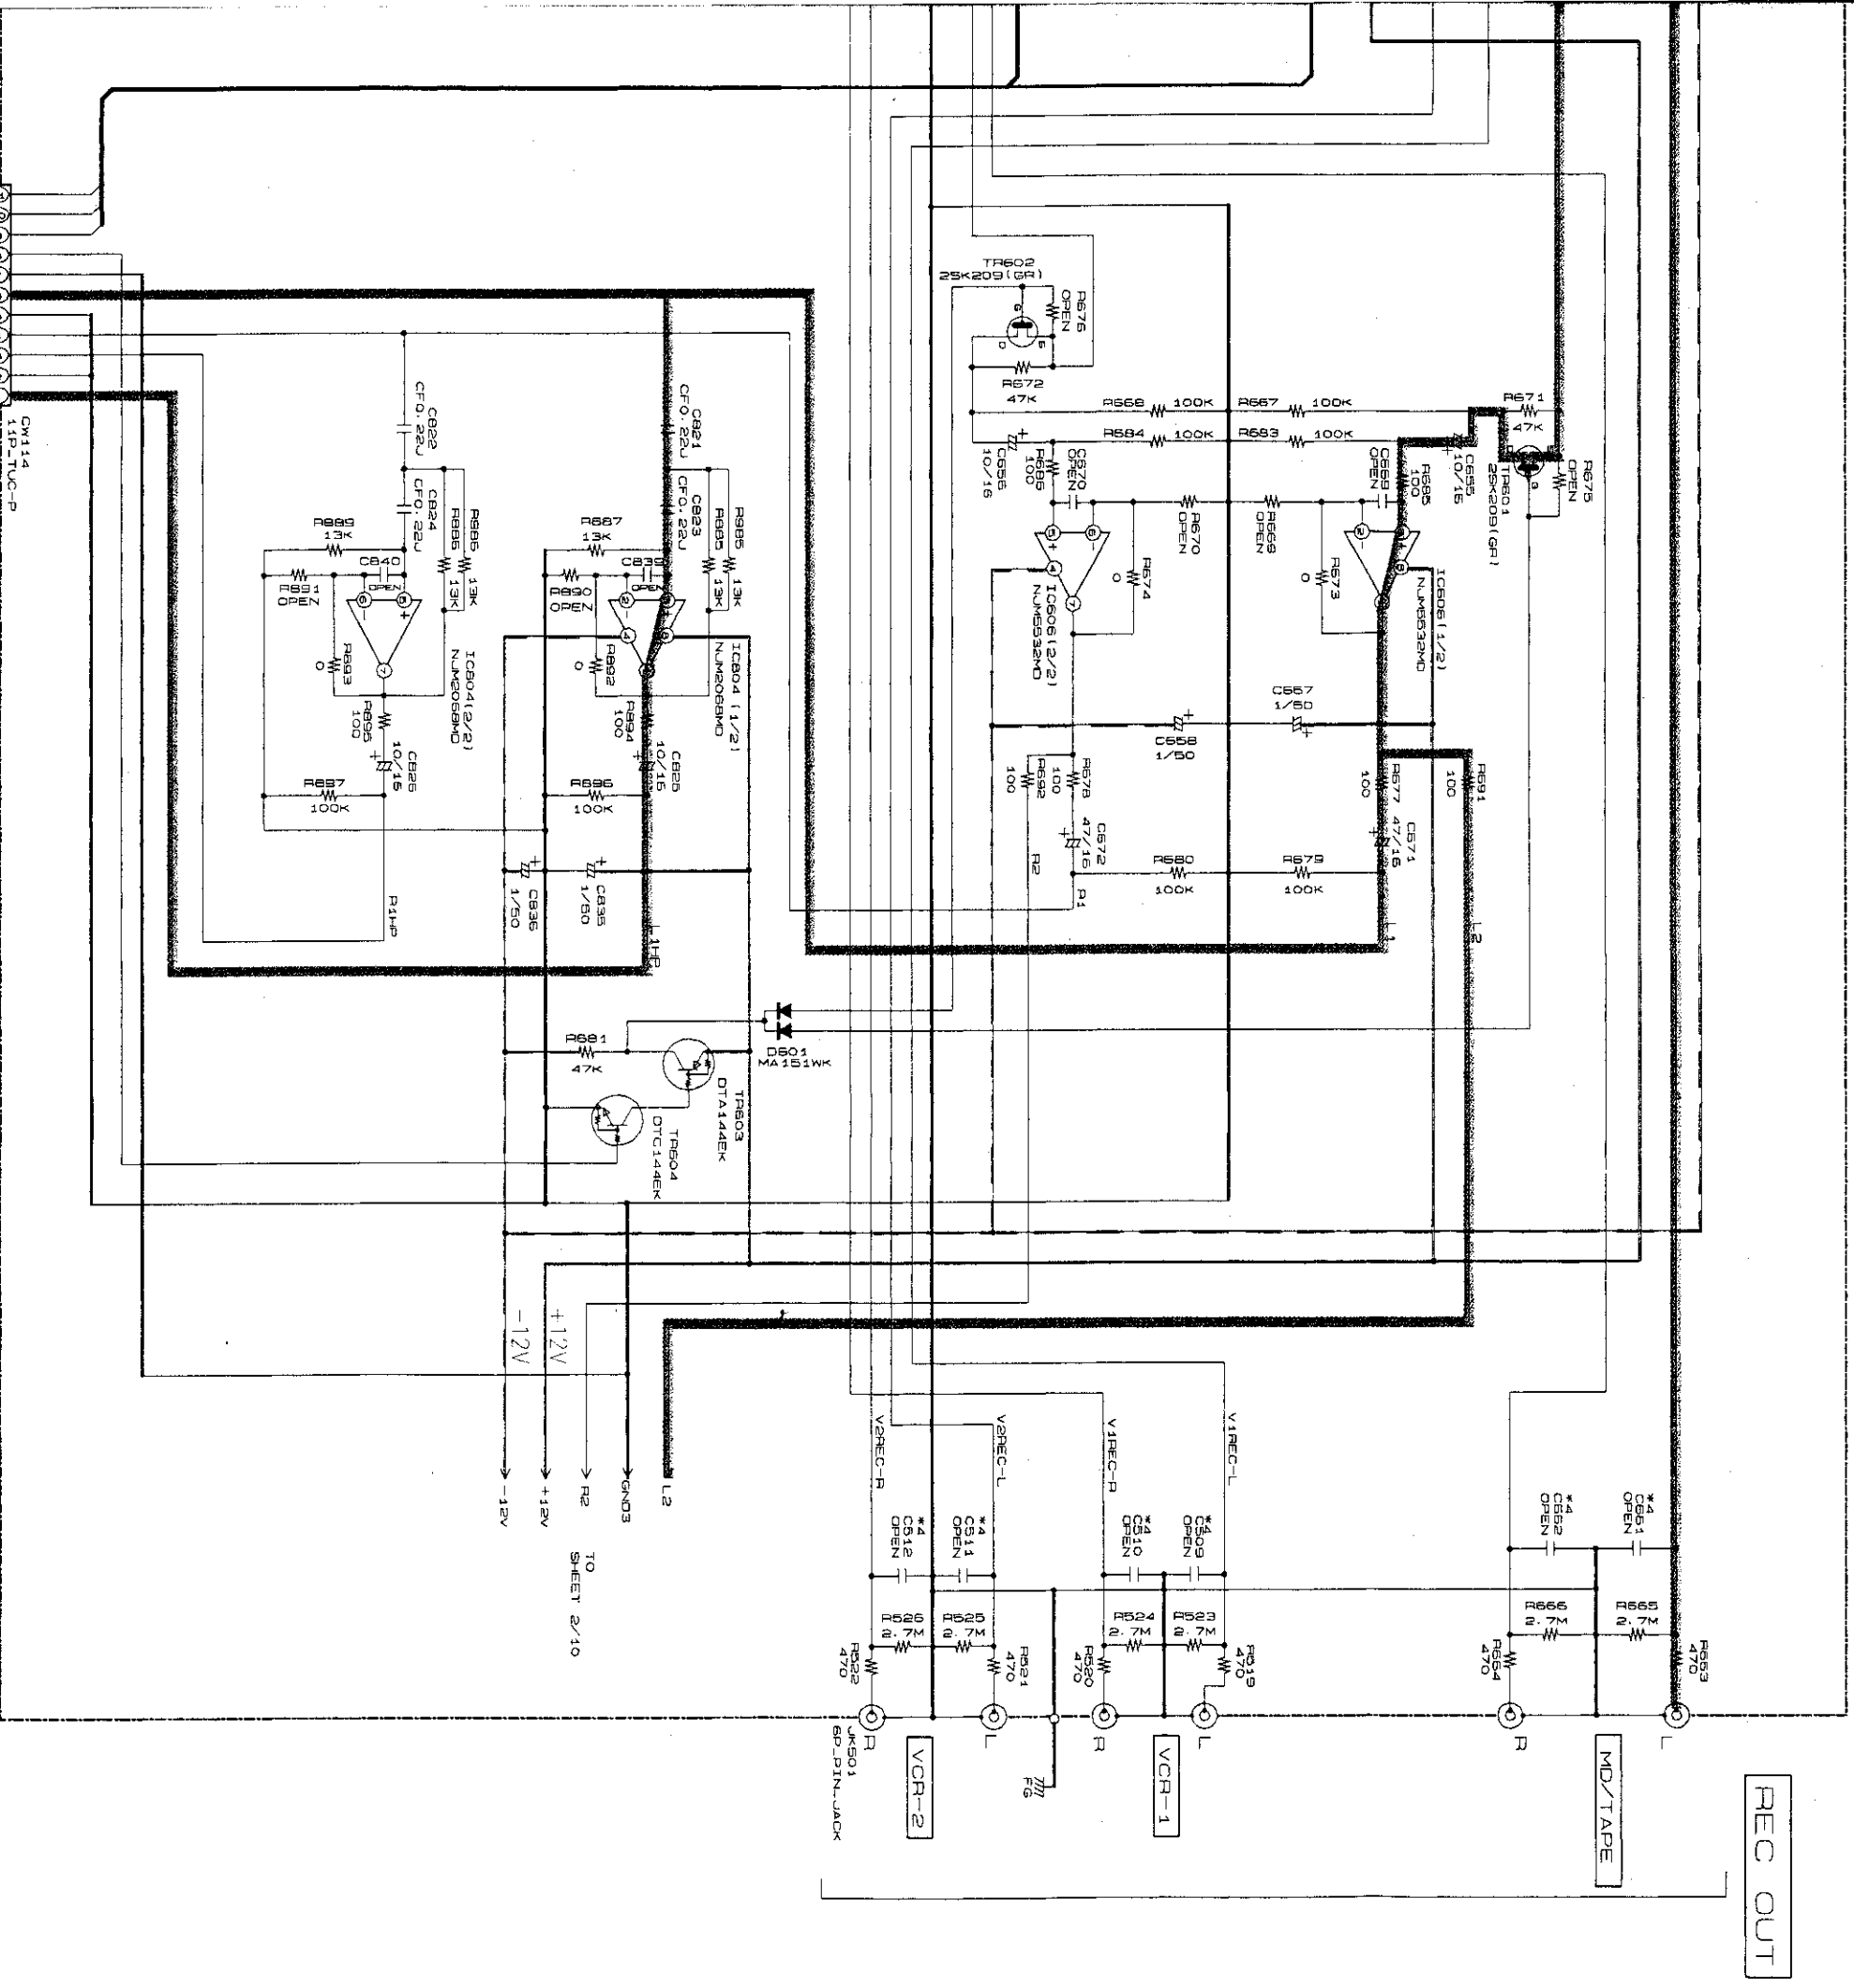 TR602
2SK209(GR)
R676
OPEN
G
D
S
R672
47K
R668
100K
R667
100K
R671
47K
R684
100K
R683
100K
R675
OPEN
TR601
2SK209(GR)
G
C655
10/16
C656
10/16
R686
100
C670
OPEN
C669
OPEN
R685
100
R670
OPEN
R669
OPEN
R674
0
R673
0
IC606(2/2)
NJM5532MD
IC606(1/2)
NJM5532MD
C657
1/50
C658
1/50
R692
100
R678
100
C672
47/16
R677
100
C671
47/16
R691
100
R680
100K
R679
100K
R2
R1
L1
L2
C822
CF0.22J
C821
CF0.22J
C824
CF0.22J
C823
CF0.22J
R986
13K
R886
13K
R985
13K
R885
13K
R889
13K
R887
13K
C840
OPEN
C839
OPEN
R891
OPEN
R890
OPEN
R893
0
R892
0
IC804(2/2)
NJM2068MD
IC804(1/2)
NJM2068MD
R895
100
C826
10/16
R894
100
C825
10/16
R897
100K
R896
100K
C836
1/50
C835
1/50
R1HP
L1HP
R681
47K
D601
MA151WK
TR603
DTA144EK
TR604
DTC144EK
CW114
11P_TUC-P
-12V
+12V
-12V
+12V
R2
GND3
L2
TO
SHEET 2/10
V2REC-R
V2REC-L
V1REC-R
V1REC-L
*4
C512
OPEN
*4
C511
OPEN
*4
C510
OPEN
*4
C509
OPEN
*4
C652
OPEN
*4
C651
OPEN
R526
2.7M
R525
2.7M
R524
2.7M
R523
2.7M
R666
2.7M
R665
2.7M
R522
470
R521
470
R520
470
R519
470
R664
470
R663
470
R
L
R
L
R
L
JK501
6P_PIN_JACK
VCR-2
FG
VCR-1
MD/TAPE
REC OUT